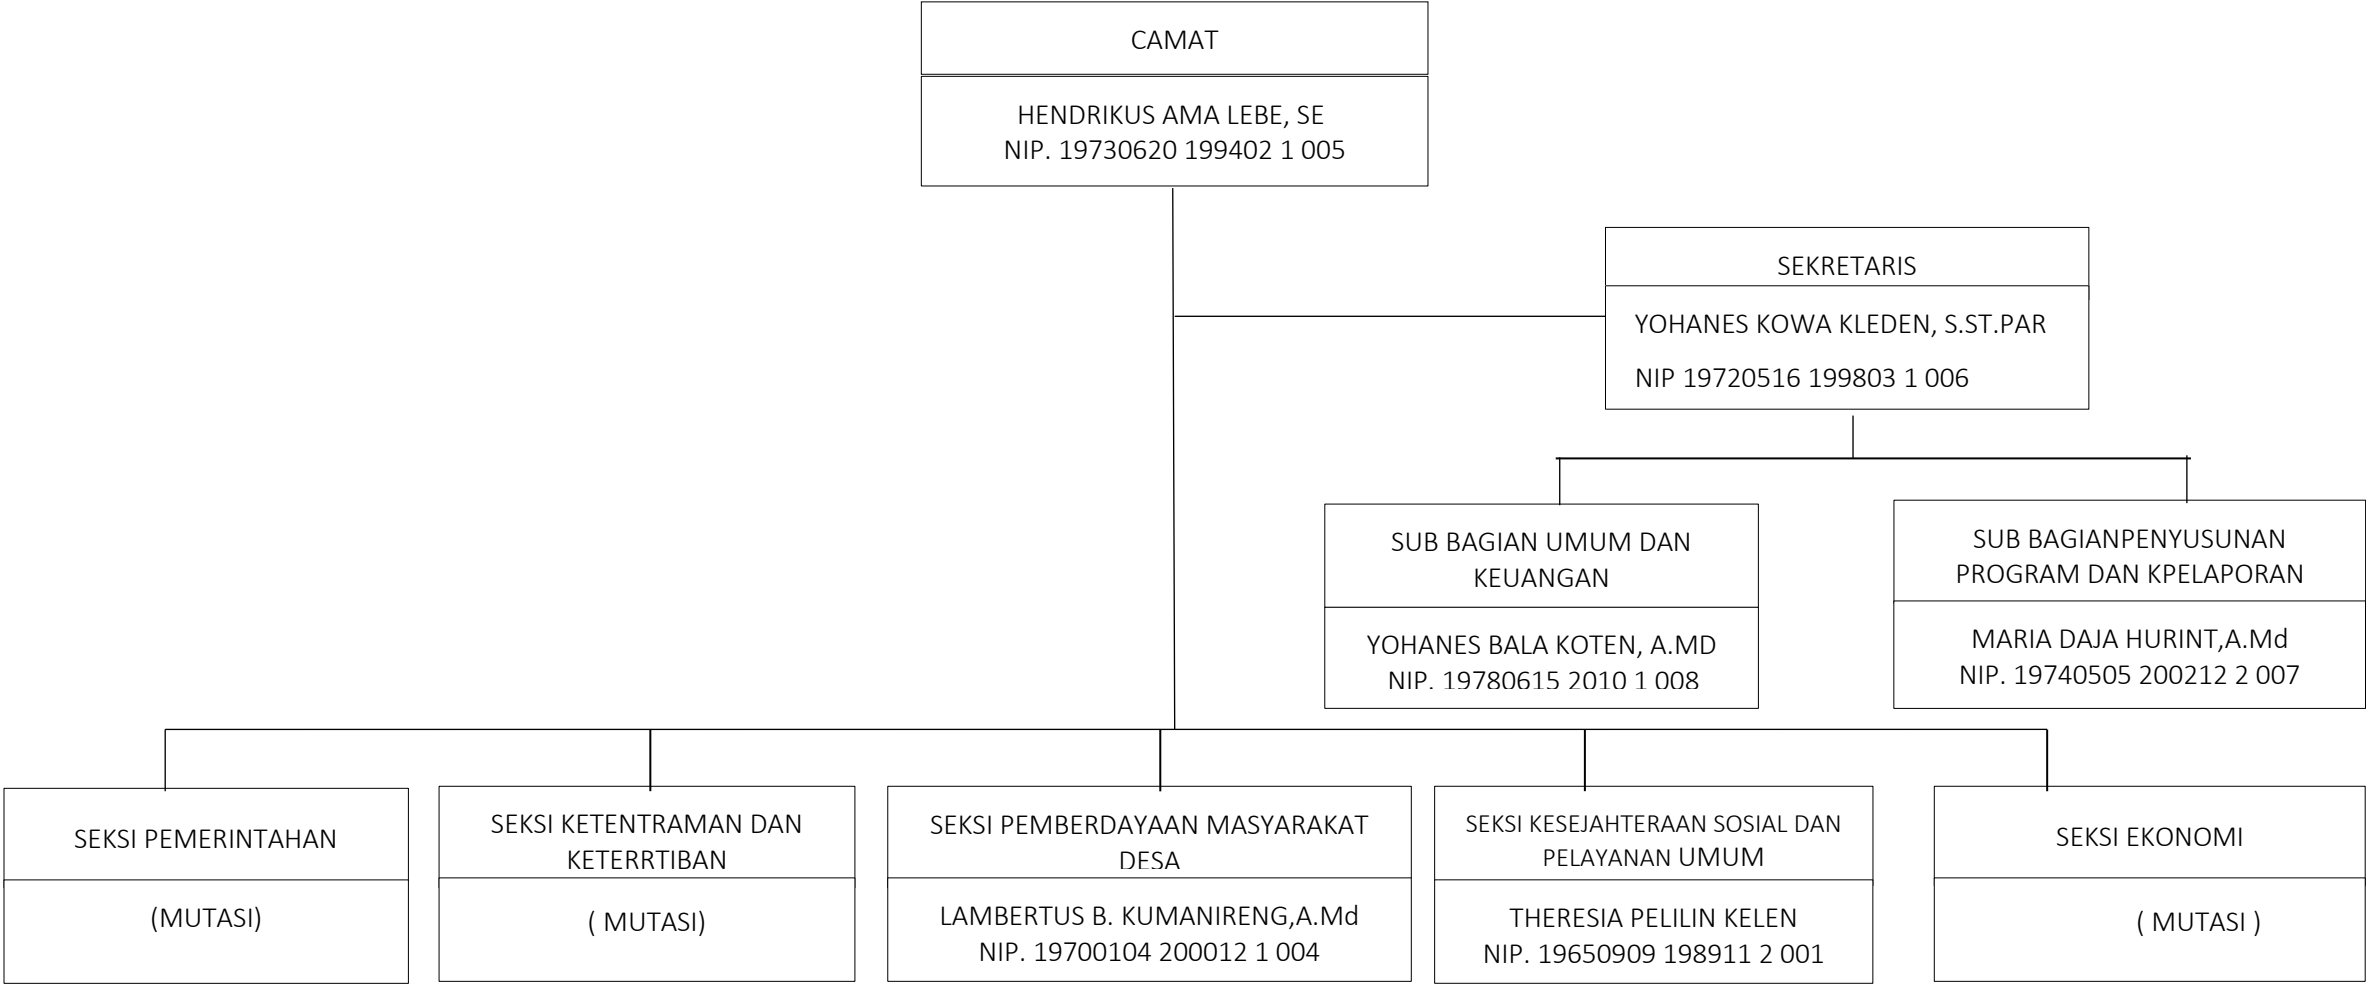 CAMAT
HENDRIKUS AMA LEBE, SE
NIP. 19730620 199402 1 005
SEKRETARIS
YOHANES KOWA KLEDEN, S.ST.PAR
NIP 19720516 199803 1 006
SUB BAGIAN UMUM DAN
KEUANGAN
YOHANES BALA KOTEN, A.MD
NIP. 19780615 2010 1 008
SUB BAGIANPENYUSUNAN
PROGRAM DAN KPELAPORAN
MARIA DAJA HURINT,A.Md
NIP. 19740505 200212 2 007
SEKSI PEMERINTAHAN
(MUTASI)
SEKSI KETENTRAMAN DAN
KETERRTIBAN
( MUTASI)
SEKSI PEMBERDAYAAN MASYARAKAT
DESA
LAMBERTUS B. KUMANIRENG,A.Md
NIP. 19700104 200012 1 004
SEKSI KESEJAHTERAAN SOSIAL DAN
PELAYANAN UMUM
THERESIA PELILIN KELEN
NIP. 19650909 198911 2 001
SEKSI EKONOMI
( MUTASI )